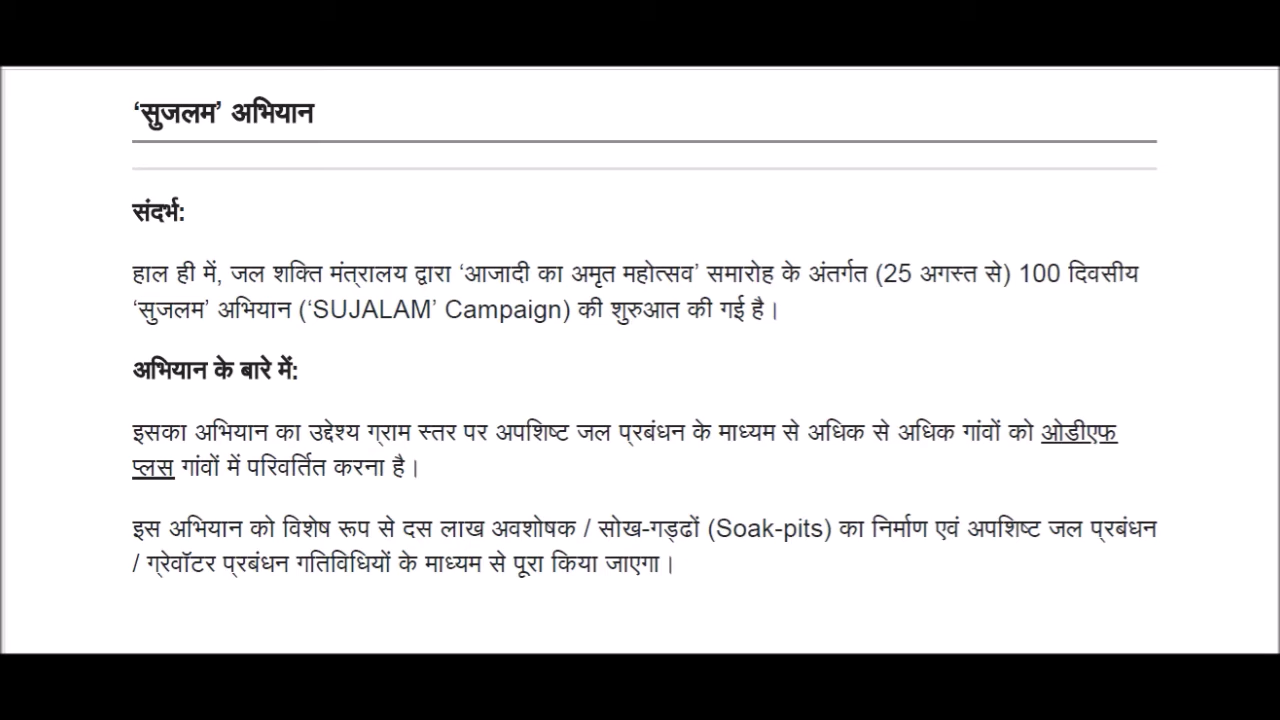 ‘सुजलम’ अभियान
संदर्भ:
हाल ही में, जल शक्ति मंत्रालय द्वारा ‘आजादी का अमृत महोत्सव’ समारोह के अंतर्गत (25 अगस्त से) 100 दिवसीय
‘सुजलम’ अभियान (‘SUJALAM’ Campaign) की शुरुआत की गई है।
अभियान के बारे में:
इसका अभियान का उद्देश्य ग्राम स्तर पर अपशिष्ट जल प्रबंधन के माध्यम से अधिक से अधिक गांवों को ओडीएफ
प्लस गांवों में परिवर्तित करना है।
इस अभियान को विशेष रूप से दस लाख अवशोषक / सोख-गड्ढों (Soak-pits) का निर्माण एवं अपशिष्ट जल प्रबंधन
/ ग्रेवॉटर प्रबंधन गतिविधियों के माध्यम से पूरा किया जाएगा।